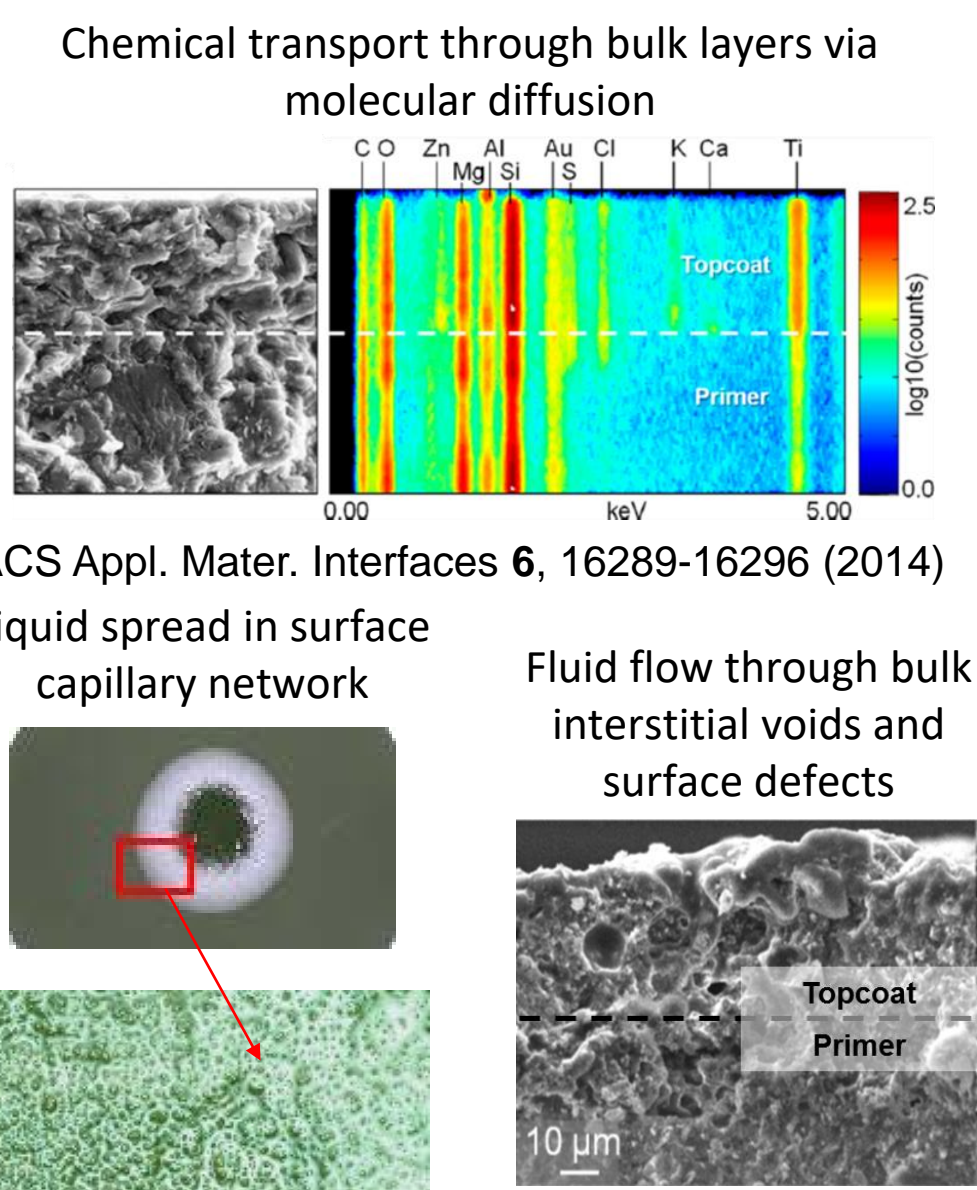 Chemical transport through bulk layers via
molecular diffusion
C O Zn Al Au Cl K Ca Ti
Mg Si S
2.5
Topcoat
log10(counts)
Primer
0.0
0.00 keV 5.00
ACS Appl. Mater. Interfaces 6, 16289-16296 (2014)
iquid spread in surface
capillary network
Fluid flow through bulk
interstitial voids and
surface defects
Topcoat
Primer
10 µm